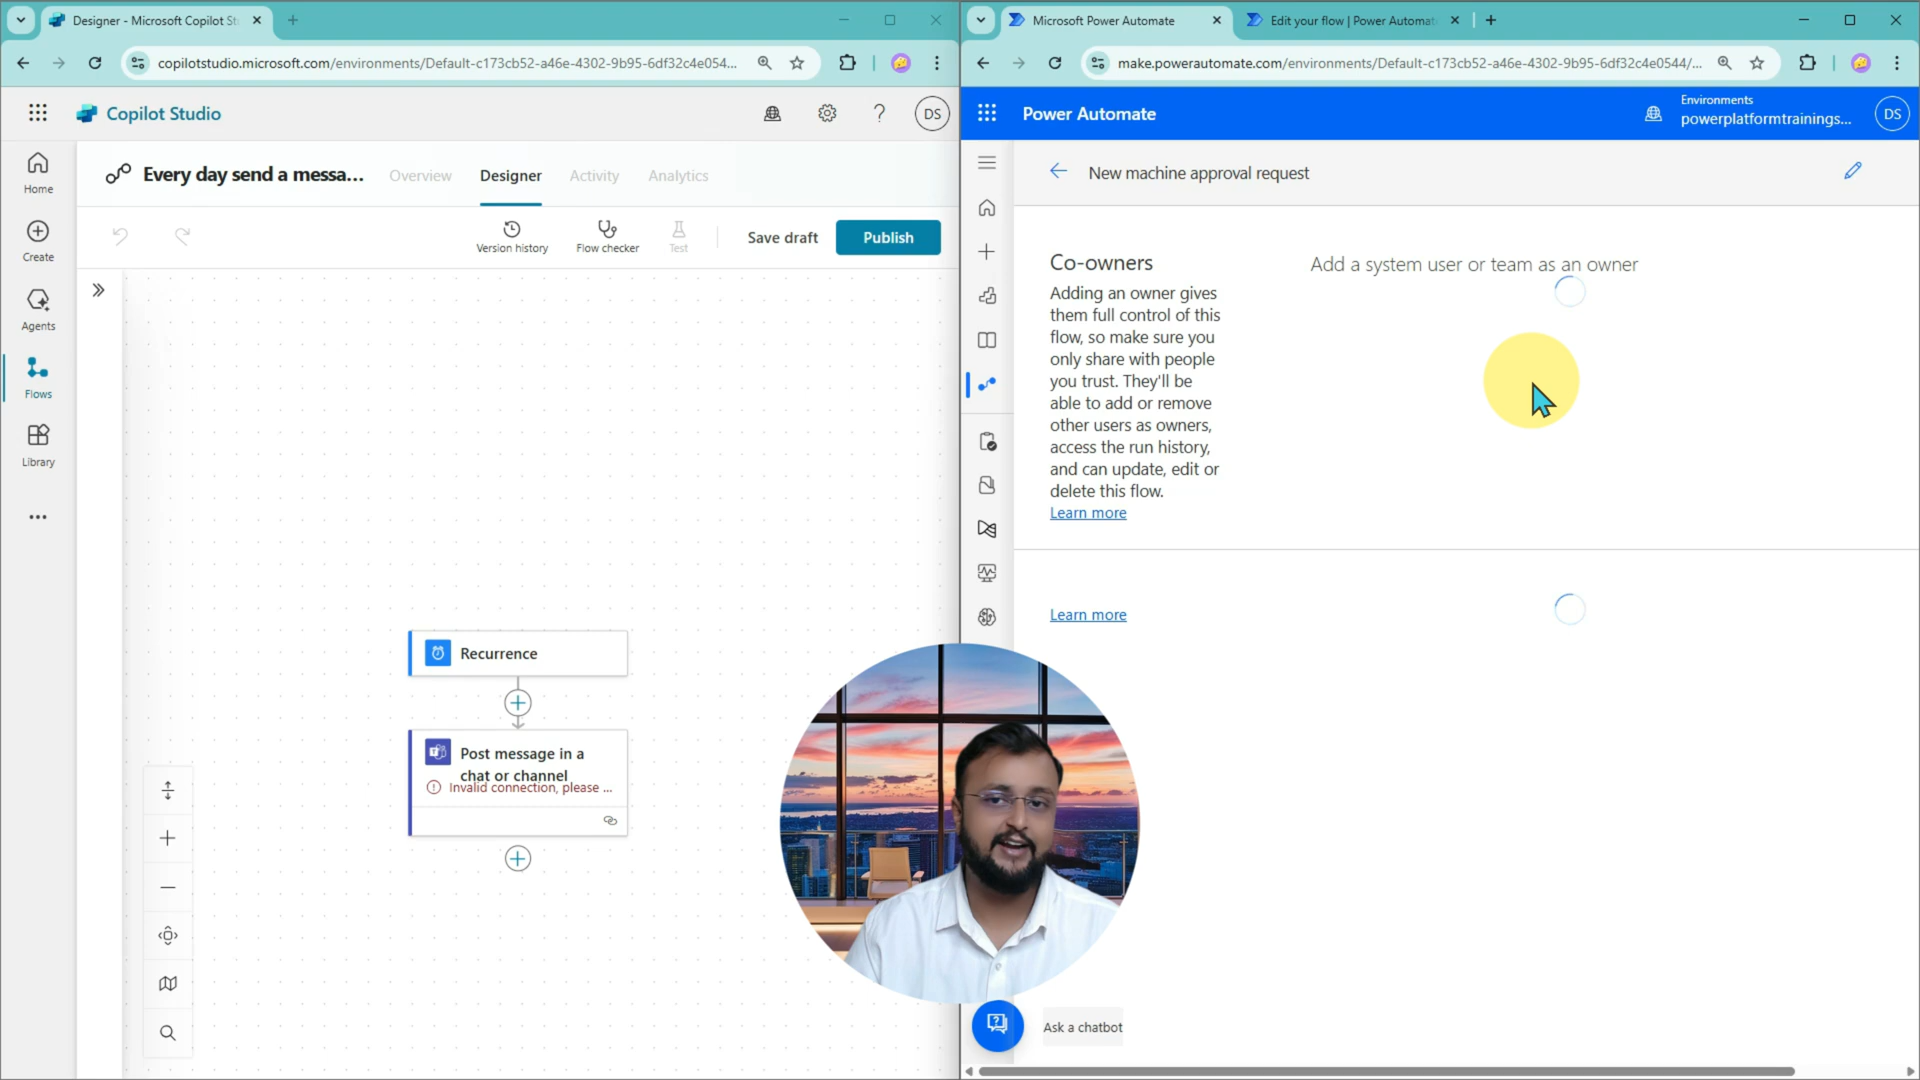 Designer - Microsoft Copilot St
copilotstudio.microsoft.com/environments/Default-c173cb52-a46e-4302-9b95-6df32c4e054...
Copilot Studio
DS
Home
Create
Agents
Flows
Library
Every day send a messa...
Overview
Designer
Activity
Analytics
Version history
Flow checker
Test
Save draft
Publish
Recurrence
Post message in a
chat or channel
Invalid connection, please ...
Microsoft Power Automate
Edit your flow | Power Automat
make.powerautomate.com/environments/Default-c173cb52-a46e-4302-9b95-6df32c4e0544/...
Power Automate
Environments
powerplatformtrainings...
DS
New machine approval request
Co-owners
Adding an owner gives
them full control of this
flow, so make sure you
only share with people
you trust. They'll be
able to add or remove
other users as owners,
access the run history,
and can update, edit or
delete this flow.
Learn more
Add a system user or team as an owner
Learn more
Ask a chatbot